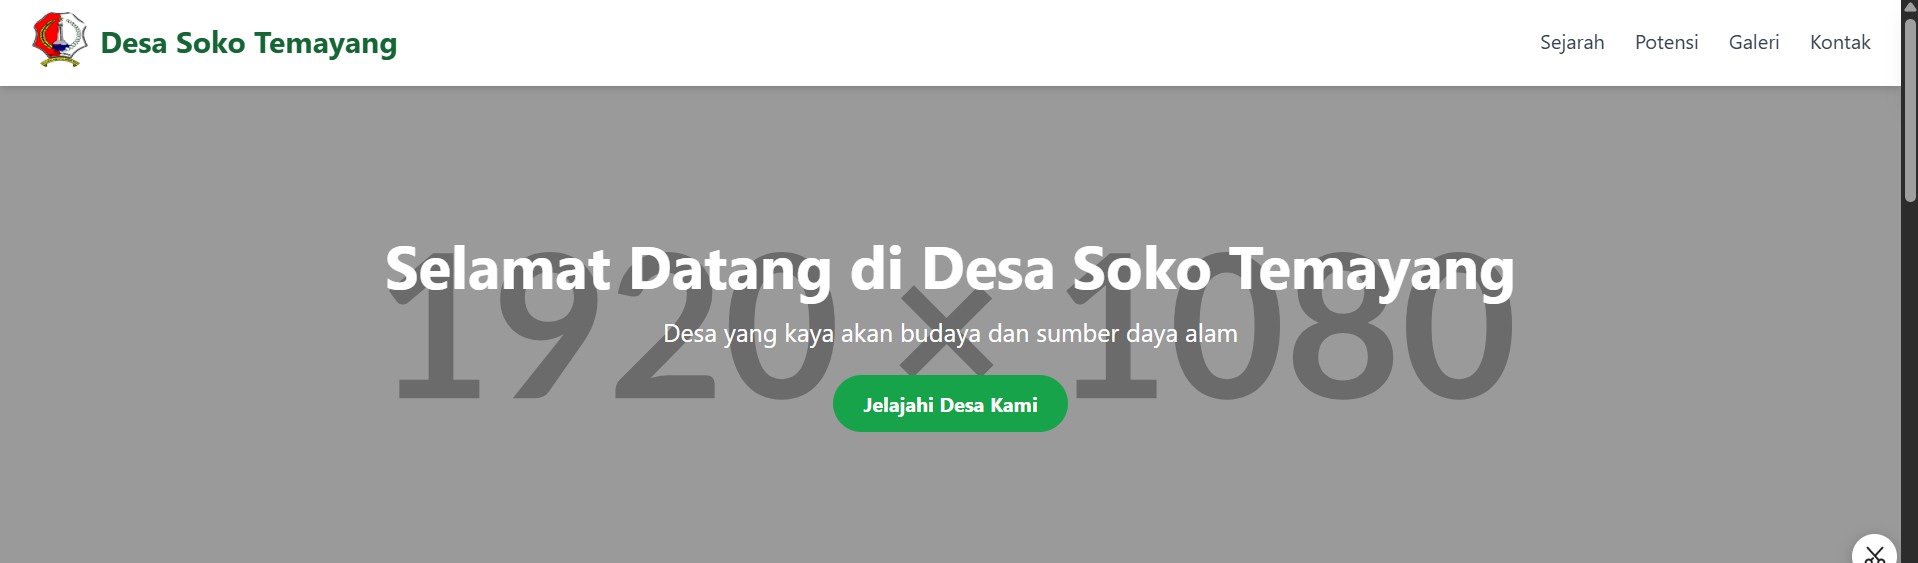 Desa Soko Temayang
Sejarah
Potensi
Galeri
Kontak
1920×1080
Selamat Datang di Desa Soko Temayang
Desa yang kaya akan budaya dan sumber daya alam
Jelajahi Desa Kami